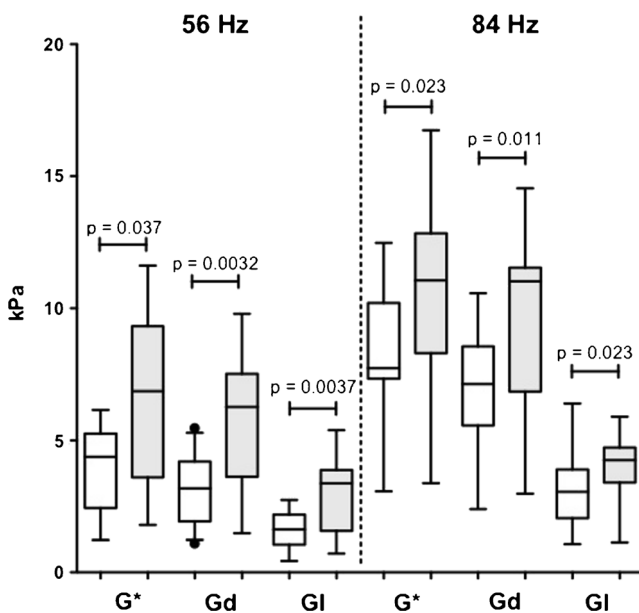 56 Hz
84 Hz
kPa
20
15
10
5
0
p = 0.037
p = 0.0032
p = 0.0037
p = 0.023
p = 0.011
p = 0.023
G* Gd Gl G* Gd Gl